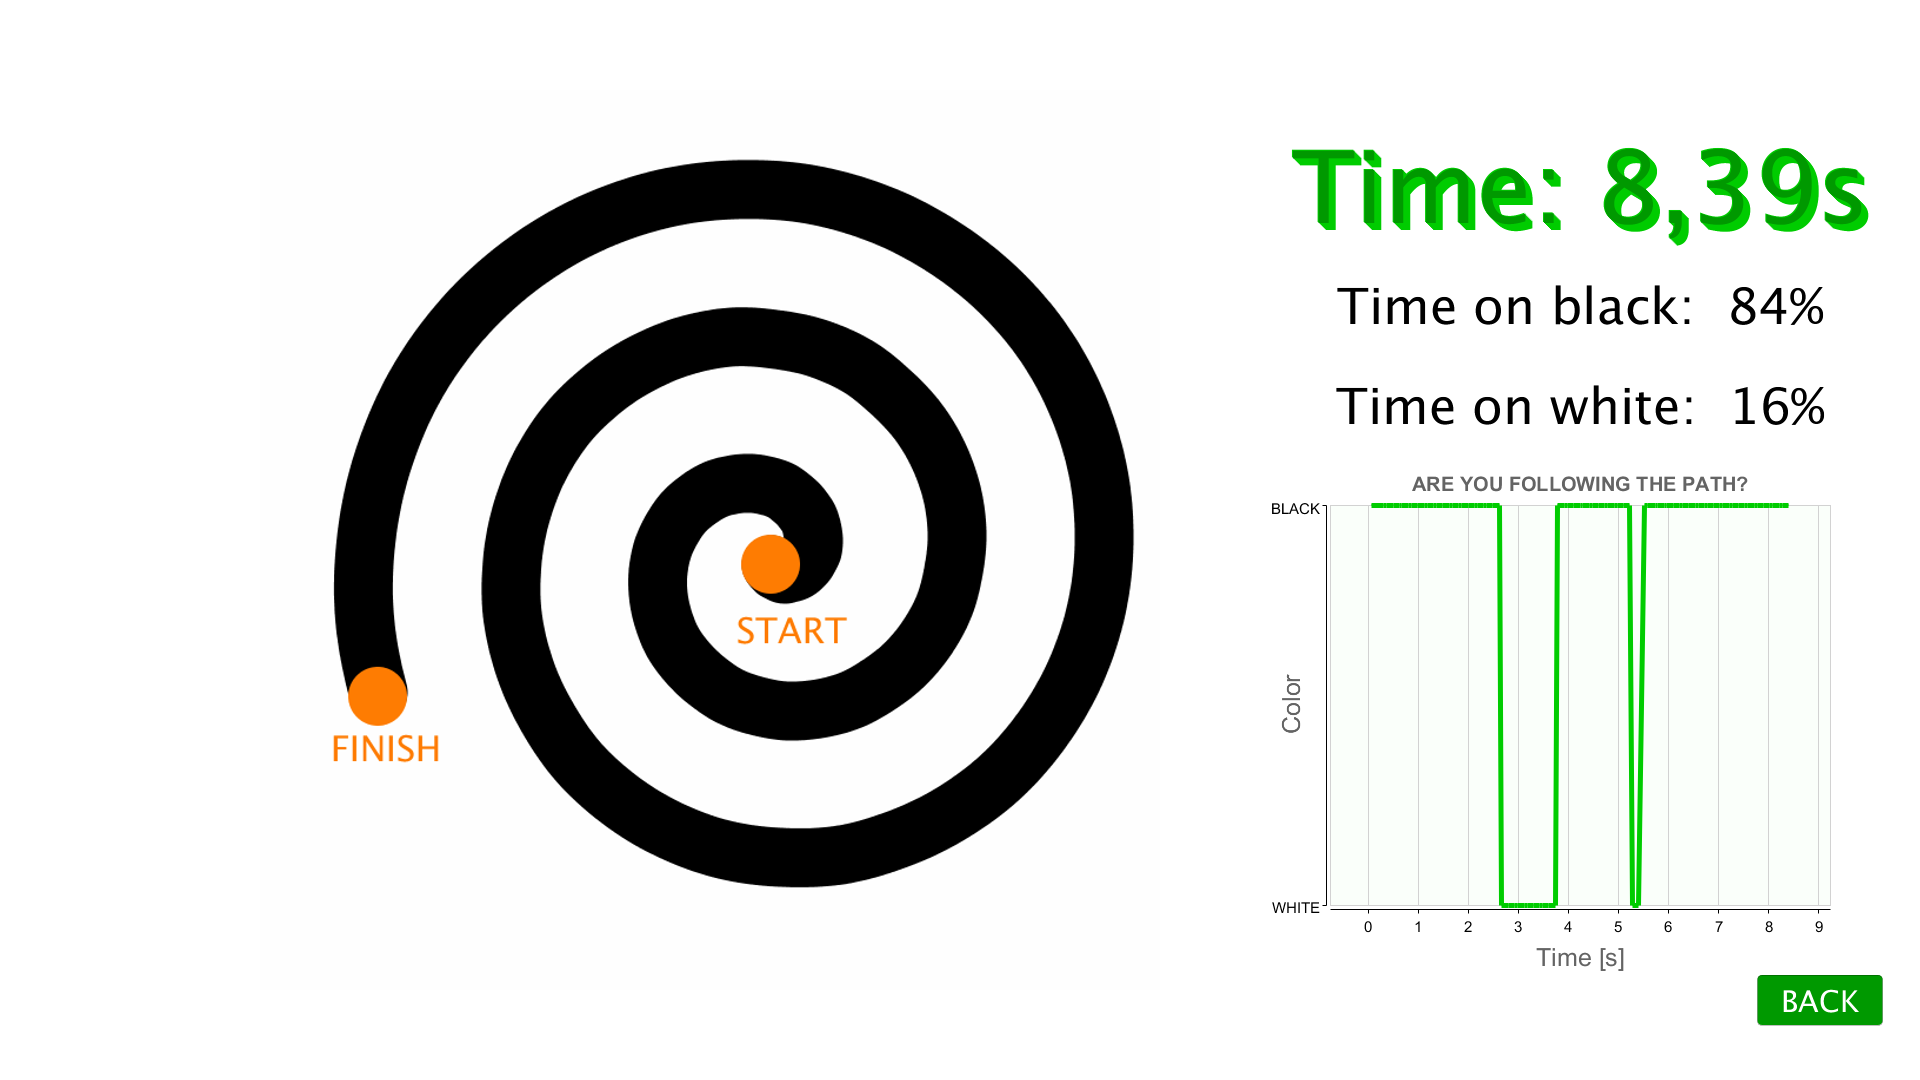 Time: 8,39s
Time on black: 84%
Time on white: 16%
ARE YOU FOLLOWING THE PATH?
BLACK
WHITE
Color
0 1 2 3 4 5 6 7 8 9
Time [s]
START
FINISH
BACK